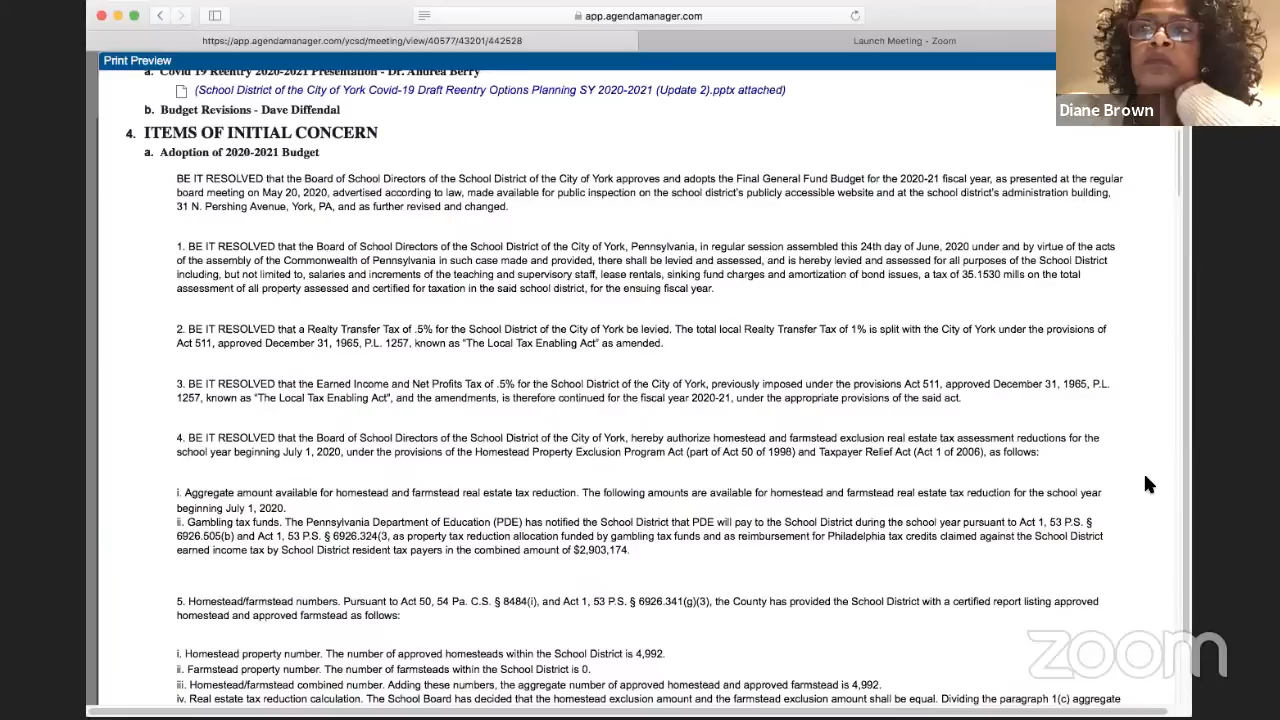 app.agendamanager.com
https://app.agendamanager.com/ycsd/meeting/view/40577/43201/442528
Launch Meeting - Zoom
Print Preview
a. Covid 19 Reentry 2020-2021 Presentation - Dr. Andrea Berry
(School District of the City of York Covid-19 Draft Reentry Options Planning SY 2020-2021 (Update 2).pptx attached)
b. Budget Revisions - Dave Diffendal
4. ITEMS OF INITIAL CONCERN
a. Adoption of 2020-2021 Budget
BE IT RESOLVED that the Board of School Directors of the School District of the City of York approves and adopts the Final General Fund Budget for the 2020-21 fiscal year, as presented at the regular
board meeting on May 20, 2020, advertised according to law, made available for public inspection on the school district's publicly accessible website and at the school district's administration building,
31 N. Pershing Avenue, York, PA, and as further revised and changed.
1. BE IT RESOLVED that the Board of School Directors of the School District of the City of York, Pennsylvania, in regular session assembled this 24th day of June, 2020 under and by virtue of the acts
of the assembly of the Commonwealth of Pennsylvania in such case made and provided, there shall be levied and assessed, and is hereby levied and assessed for all purposes of the School District
including, but not limited to, salaries and increments of the teaching and supervisory staff, lease rentals, sinking fund charges and amortization of bond issues, a tax of 35.1530 mills on the total
assessment of all property assessed and certified for taxation in the said school district, for the ensuing fiscal year.
2. BE IT RESOLVED that a Realty Transfer Tax of .5% for the School District of the City of York be levied. The total local Realty Transfer Tax of 1% is split with the City of York under the provisions of
Act 511, approved December 31, 1965, P.L. 1257, known as "The Local Tax Enabling Act" as amended.
3. BE IT RESOLVED that the Earned Income and Net Profits Tax of .5% for the School District of the City of York, previously imposed under the provisions Act 511, approved December 31, 1965, P.L.
1257, known as "The Local Tax Enabling Act", and the amendments, is therefore continued for the fiscal year 2020-21, under the appropriate provisions of the said act.
4. BE IT RESOLVED that the Board of School Directors of the School District of the City of York, hereby authorize homestead and farmstead exclusion real estate tax assessment reductions for the
school year beginning July 1, 2020, under the provisions of the Homestead Property Exclusion Program Act (part of Act 50 of 1998) and Taxpayer Relief Act (Act 1 of 2006), as follows:
i. Aggregate amount available for homestead and farmstead real estate tax reduction. The following amounts are available for homestead and farmstead real estate tax reduction for the school year
beginning July 1, 2020.
ii. Gambling tax funds. The Pennsylvania Department of Education (PDE) has notified the School District that PDE will pay to the School District during the school year pursuant to Act 1, 53 P.S. §
6926.505(b) and Act 1, 53 P.S. § 6926.324(3, as property tax reduction allocation funded by gambling tax funds and as reimbursement for Philadelphia tax credits claimed against the School District
earned income tax by School District resident tax payers in the combined amount of $2,903,174.
5. Homestead/farmstead numbers. Pursuant to Act 50, 54 Pa. C.S. § 8484(i), and Act 1, 53 P.S. § 6926.341(g)(3), the County has provided the School District with a certified report listing approved
homestead and approved farmstead as follows:
i. Homestead property number. The number of approved homesteads within the School District is 4,992.
ii. Farmstead property number. The number of farmsteads within the School District is 0.
iii. Homestead/farmstead combined number. Adding these numbers, the aggregate number of approved homestead and approved farmstead is 4,992.
iv. Real estate tax calculation. The School Board has decided that the homestead exclusion amount and the farmstead exclusion amount shall be equal. Dividing the paragraph 1(c) aggregate
Diane Brown
zoom